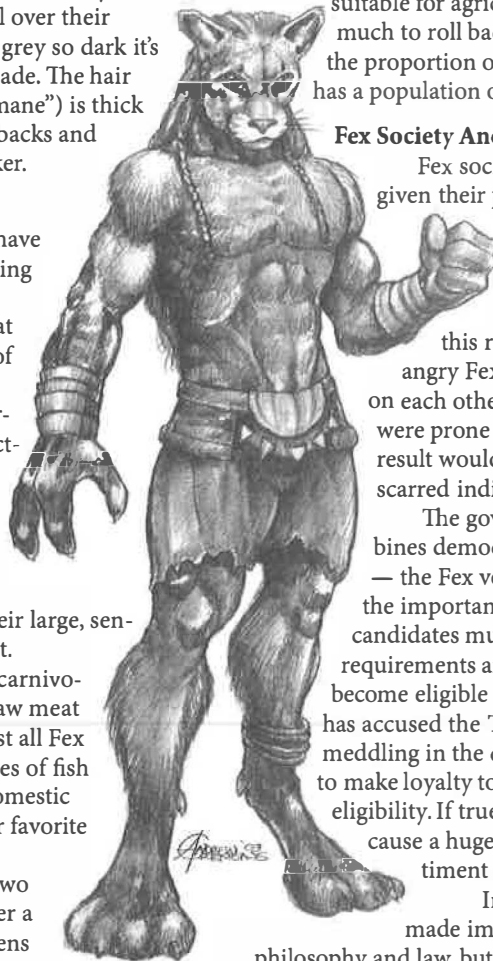 l over their
grey so dark it's
ade. The hair
mane") is thick
backs and
ker.
have
ing
at
of
r-
ct-
eir large, sen-
t.
carnivo-
aw meat
st all Fex
es of fish
omestic
r favorite
wo
er a
ens
suitable for agric
much to roll bac
the proportion o
has a population o
Fex Society An
Fex soc
given their
this r
angry Fex
on each othe
were prone
result would
scarred indi
The gov
bines democ
— the Fex v
the importan
candidates mu
requirements a
become eligible
has accused the T
meddling in the
to make loyalty to
eligibility. If true
cause a huge
timent
In
made im
philosophy and law, but